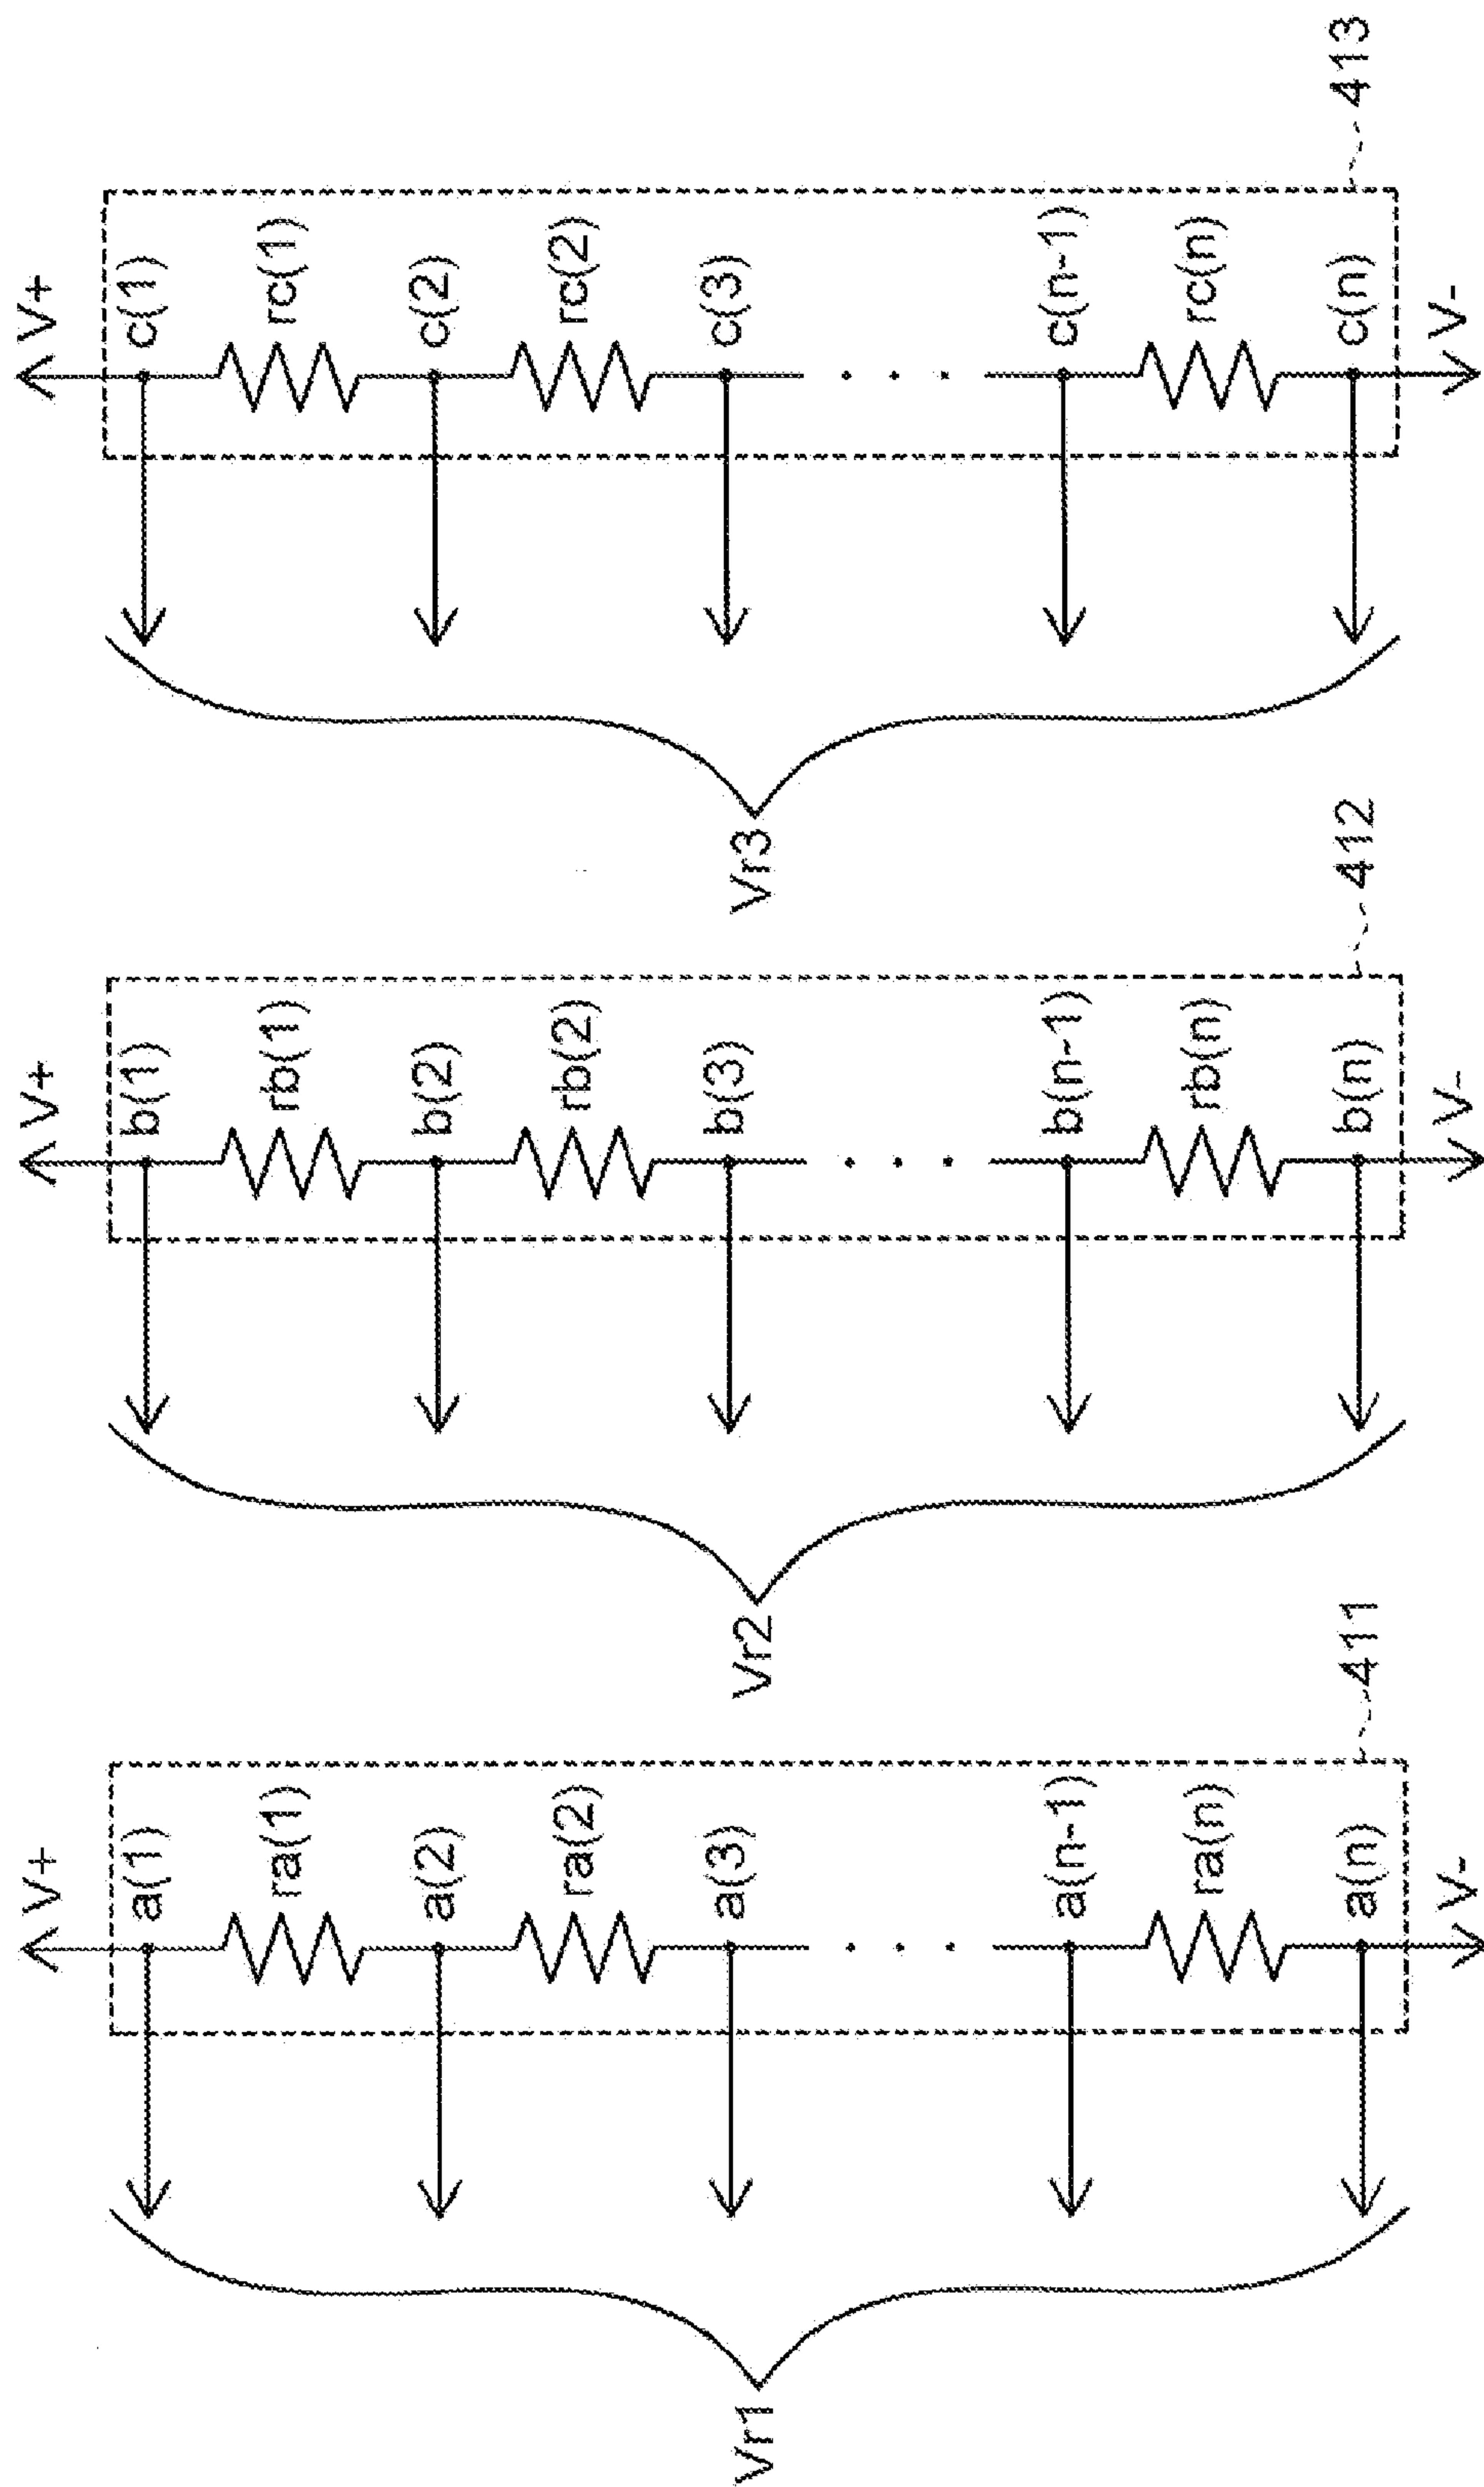 V+
a(1)
ra(1)
a(2)
ra(2)
a(3)
a(n-1)
ra(n)
a(n)
V-
411
Vr1
V+
b(1)
rb(1)
b(2)
rb(2)
b(3)
b(n-1)
rb(n)
b(n)
V-
412
Vr2
V+
c(1)
rc(1)
c(2)
rc(2)
c(3)
c(n-1)
rc(n)
c(n)
V-
413
Vr3